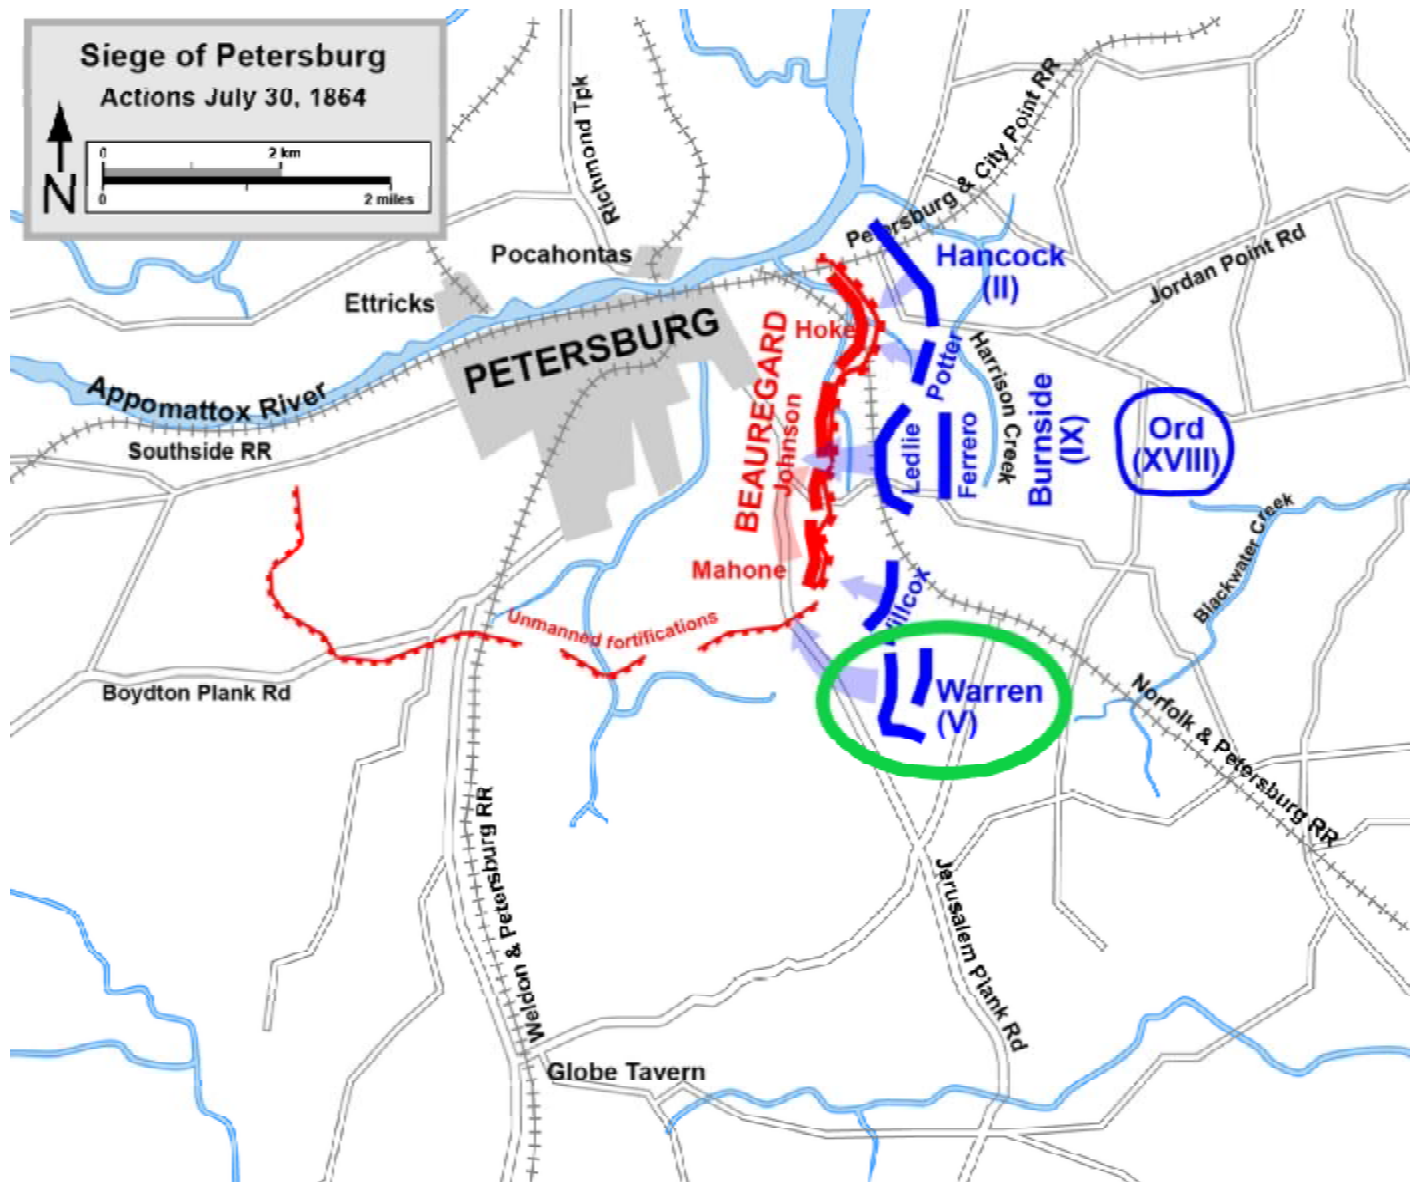 Siege of Petersburg
Actions July 30, 1864
N
0
2 km
0
2 miles
Richmond Tpk
Petersburg & City Point RR
Pocahontas
Ettricks
PETERSBURG
Appomattox River
Southside RR
Hancock
(II)
Jordan Point Rd
Hoke
BEAUREGARD
Johnson
Potter
Harrison Creek
Ledlie
Ferrero
Burnside
(IX)
Ord
(XVIII)
Blackwater Creek
Mahone
Unmanned fortifications
Boydton Plank Rd
Warren
(V)
Norfolk & Petersburg RR
Weldon & Petersburg RR
Jerusalem Plank Rd
Globe Tavern